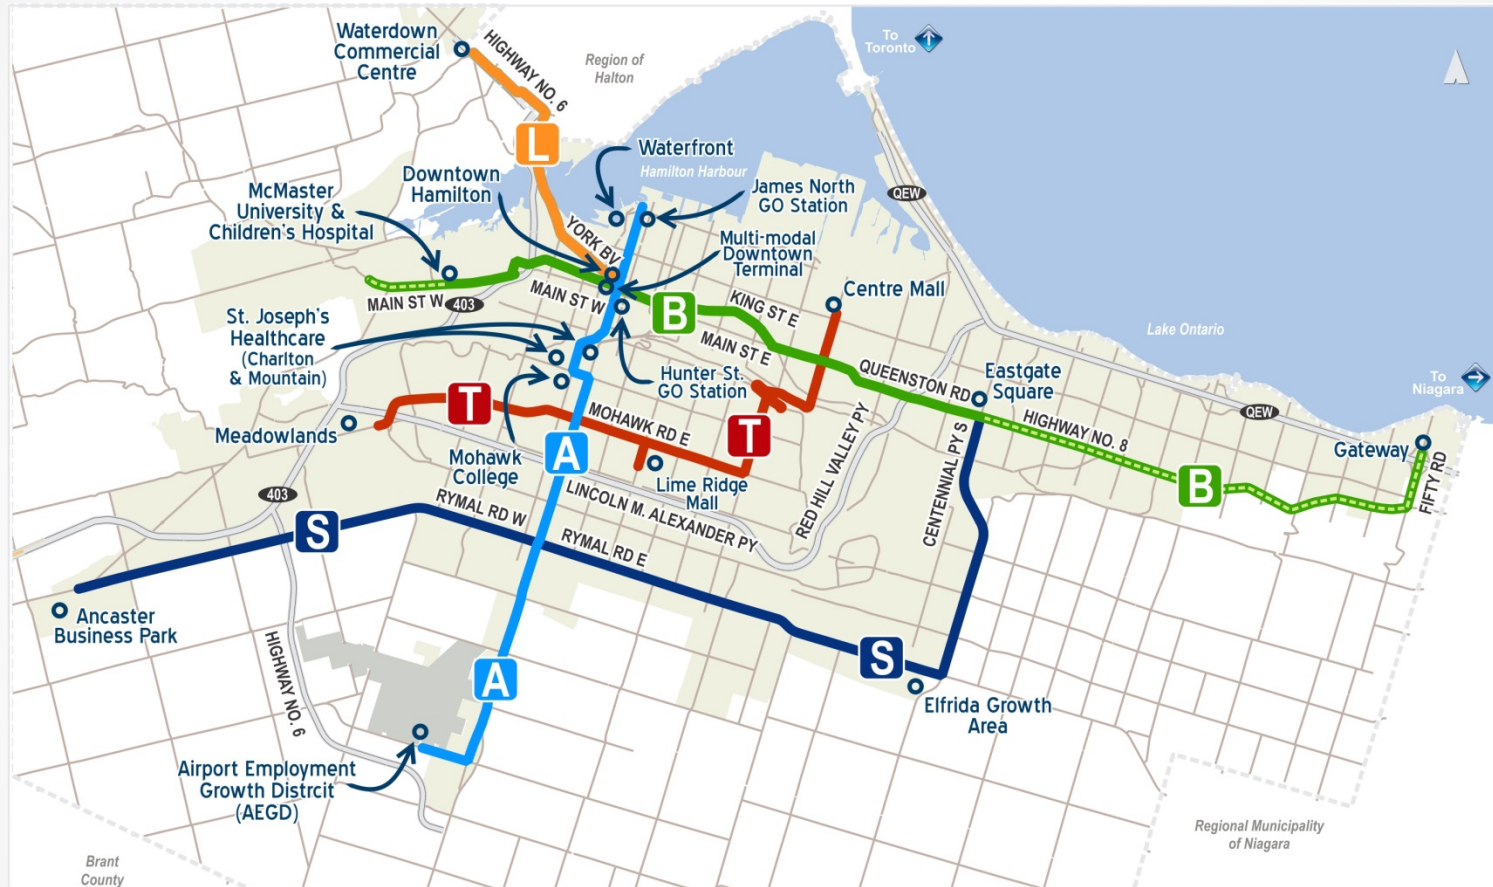 Waterdown
Commercial
Centre
HIGHWAY NO. 6
Region of
Halton
To
Toronto
L
Waterfront
Hamilton Harbour
Downtown
Hamilton
McMaster
University &
Children's Hospital
James North
GO Station
QEW
YORK BV
Multi-modal
Downtown
Terminal
MAIN ST W
403
MAIN ST W
B
KING ST E
Centre Mall
MAIN ST E
Lake Ontario
St. Joseph's
Healthcare
(Charlton
& Mountain)
Hunter St.
GO Station
QUEENSTON RD
Eastgate
Square
To
Niagara
T
MOHAWK RD E
T
HIGHWAY NO. 8
QEW
Meadowlands
Mohawk
College
A
Lime Ridge
Mall
RED HILL VALLEY PY
CENTENNIAL PY S
Gateway
FIFTY RD
B
403
S
RYMAL RD W
LINCOLN M. ALEXANDER PY
RYMAL RD E
Ancaster
Business Park
HIGHWAY NO. 6
A
S
Elfrida Growth
Area
Airport Employment
Growth Distrcit
(AEGD)
Regional Municipality
of Niagara
Brant
County